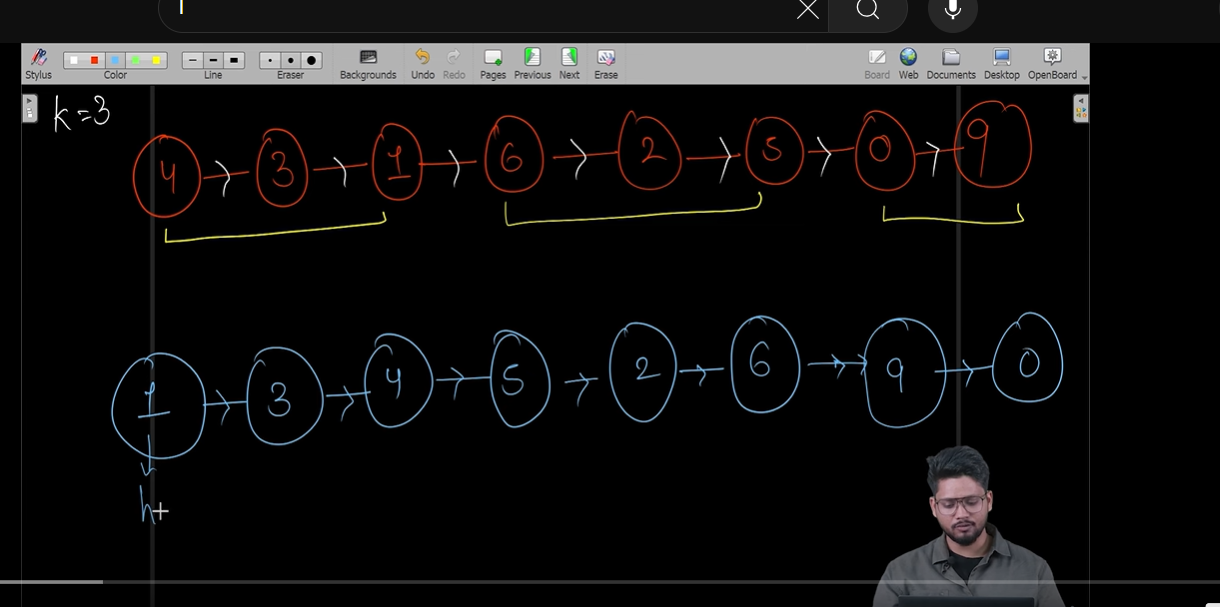 Stylus Color Line Eraser Backgrounds Undo Redo Pages Previous Next Erase Board Web Documents Desktop OpenBoard
k=3
4 3 1 6 2 5 0 9
1 3 4 5 2 6 9 0
h